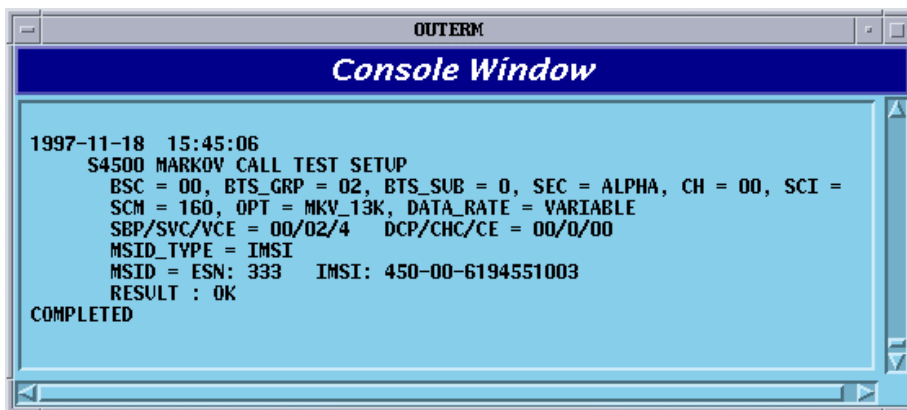 OUTERM
Console Window
1997-11-18 15:45:06
S4500 MARKOV CALL TEST SETUP
BSC = 00, BTS_GRP = 02, BTS_SUB = 0, SEC = ALPHA, CH = 00, SCI =
SCM = 160, OPT = MKV_13K, DATA_RATE = VARIABLE
SBP/SVC/VCE = 00/02/4 DCP/CHC/CE = 00/0/00
MSID_TYPE = IMSI
MSID = ESN: 333 IMSI: 450-00-6194551003
RESULT : OK
COMPLETED